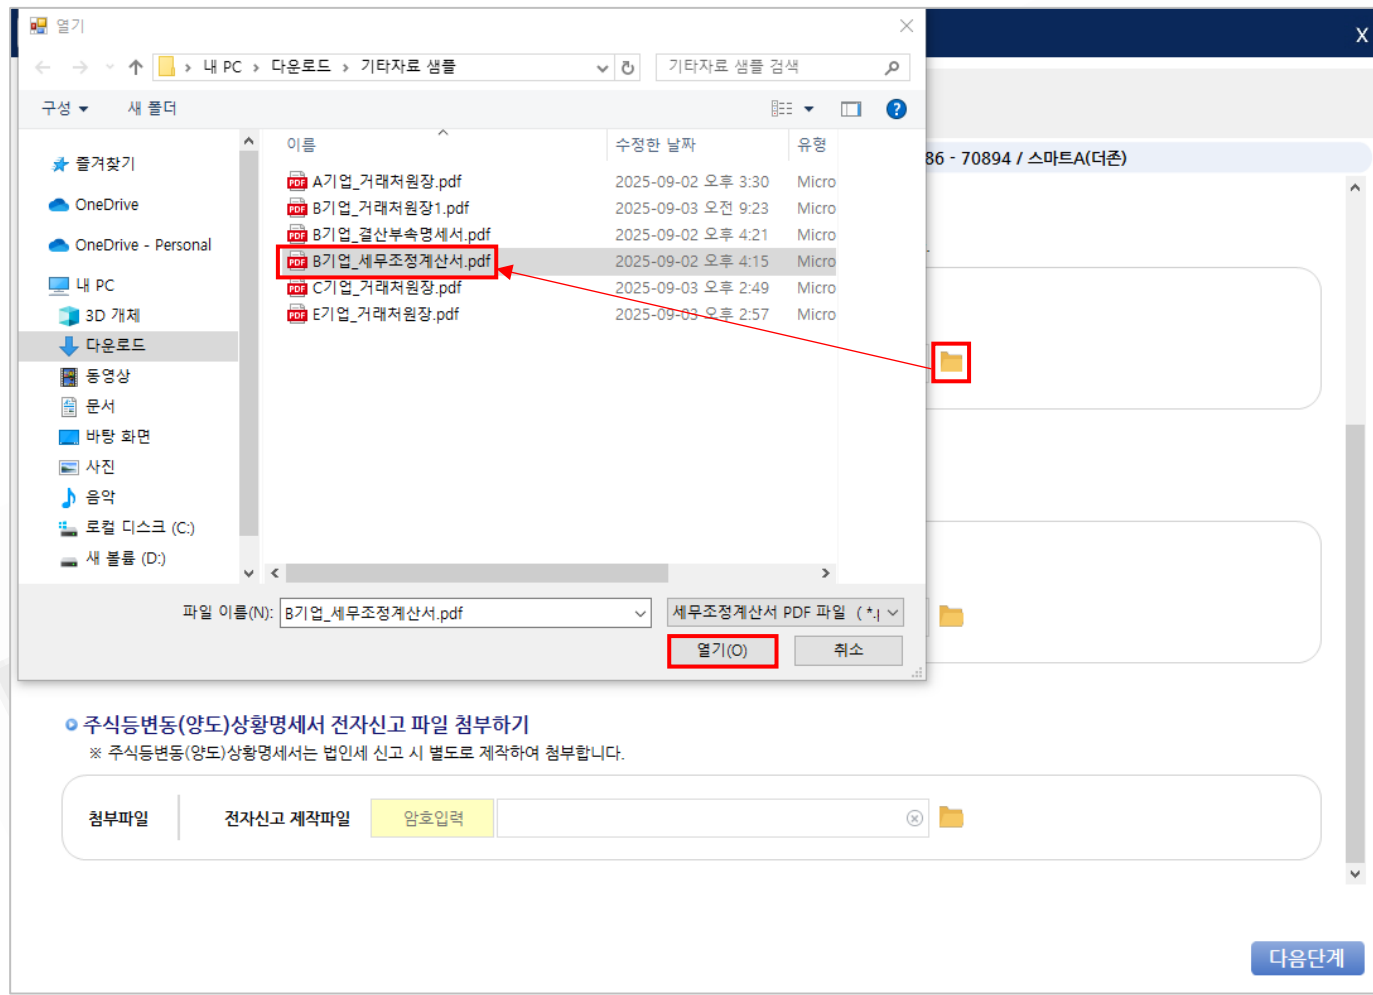 열기
X
내 PC > 다운로드 > 기타자료 샘플
기타자료 샘플 검색
구성
새 폴더
이름
수정한 날짜
유형
86 - 70894 / 스마트A(더존)
즐겨찾기
OneDrive
OneDrive - Personal
내 PC
3D 개체
다운로드
동영상
문서
바탕 화면
사진
음악
로컬 디스크 (C:)
새 볼륨 (D:)
A기업_거래처원장.pdf 2025-09-02 오후 3:30 Micro
B기업_거래처원장1.pdf 2025-09-03 오전 9:23 Micro
B기업_결산부속명세서.pdf 2025-09-02 오후 4:21 Micro
B기업_세무조정계산서.pdf 2025-09-02 오후 4:15 Micro
C기업_거래처원장.pdf 2025-09-03 오후 2:49 Micro
E기업_거래처원장.pdf 2025-09-03 오후 2:57 Micro
파일 이름(N): B기업_세무조정계산서.pdf
세무조정계산서 PDF 파일 (*.
열기(O)
취소
주식등변동(양도)상황명세서 전자신고 파일 첨부하기
※ 주식등변동(양도)상황명세서는 법인세 신고 시 별도로 제작하여 첨부합니다.
첨부파일
전자신고 제작파일
암호입력
다음단계